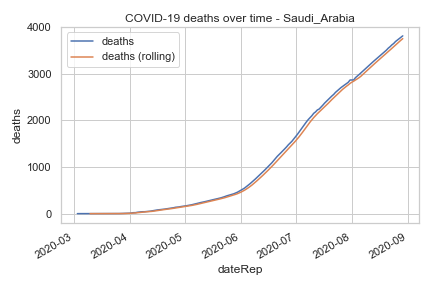 COVID-19 deaths over time - Saudi_Arabia
deaths
deaths (rolling)
4000
3000
2000
1000
0
deaths
2020-03
2020-04
2020-05
2020-06
2020-07
2020-08
2020-09
dateRep